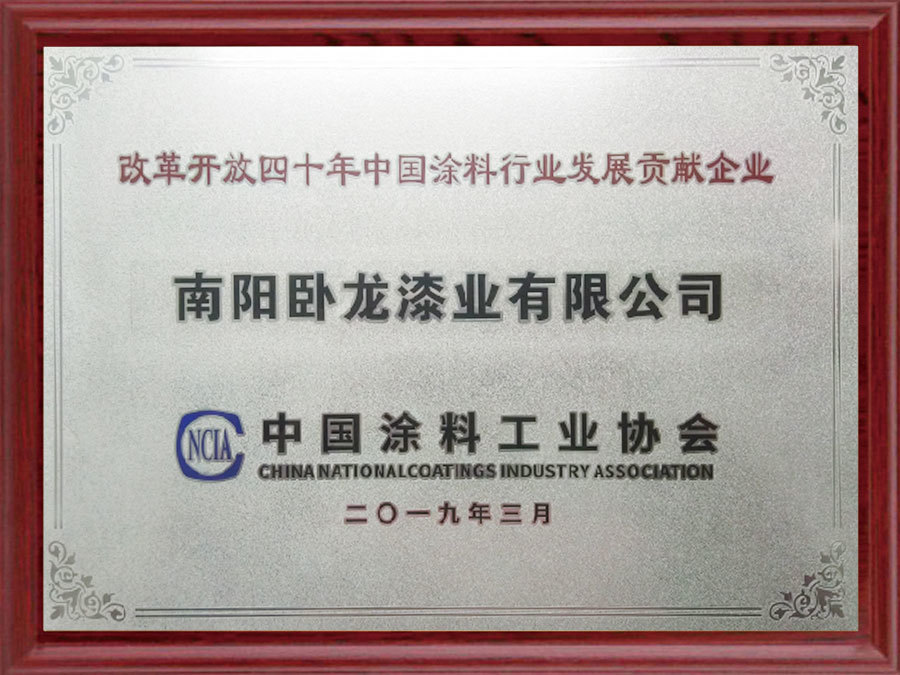 改革开放四十年中国涂料行业发展贡献企业
南阳卧龙漆业有限公司
NCIA
中国涂料工业协会
CHINA NATIONAL COATINGS INDUSTRY ASSOCIATION
二〇一九年三月